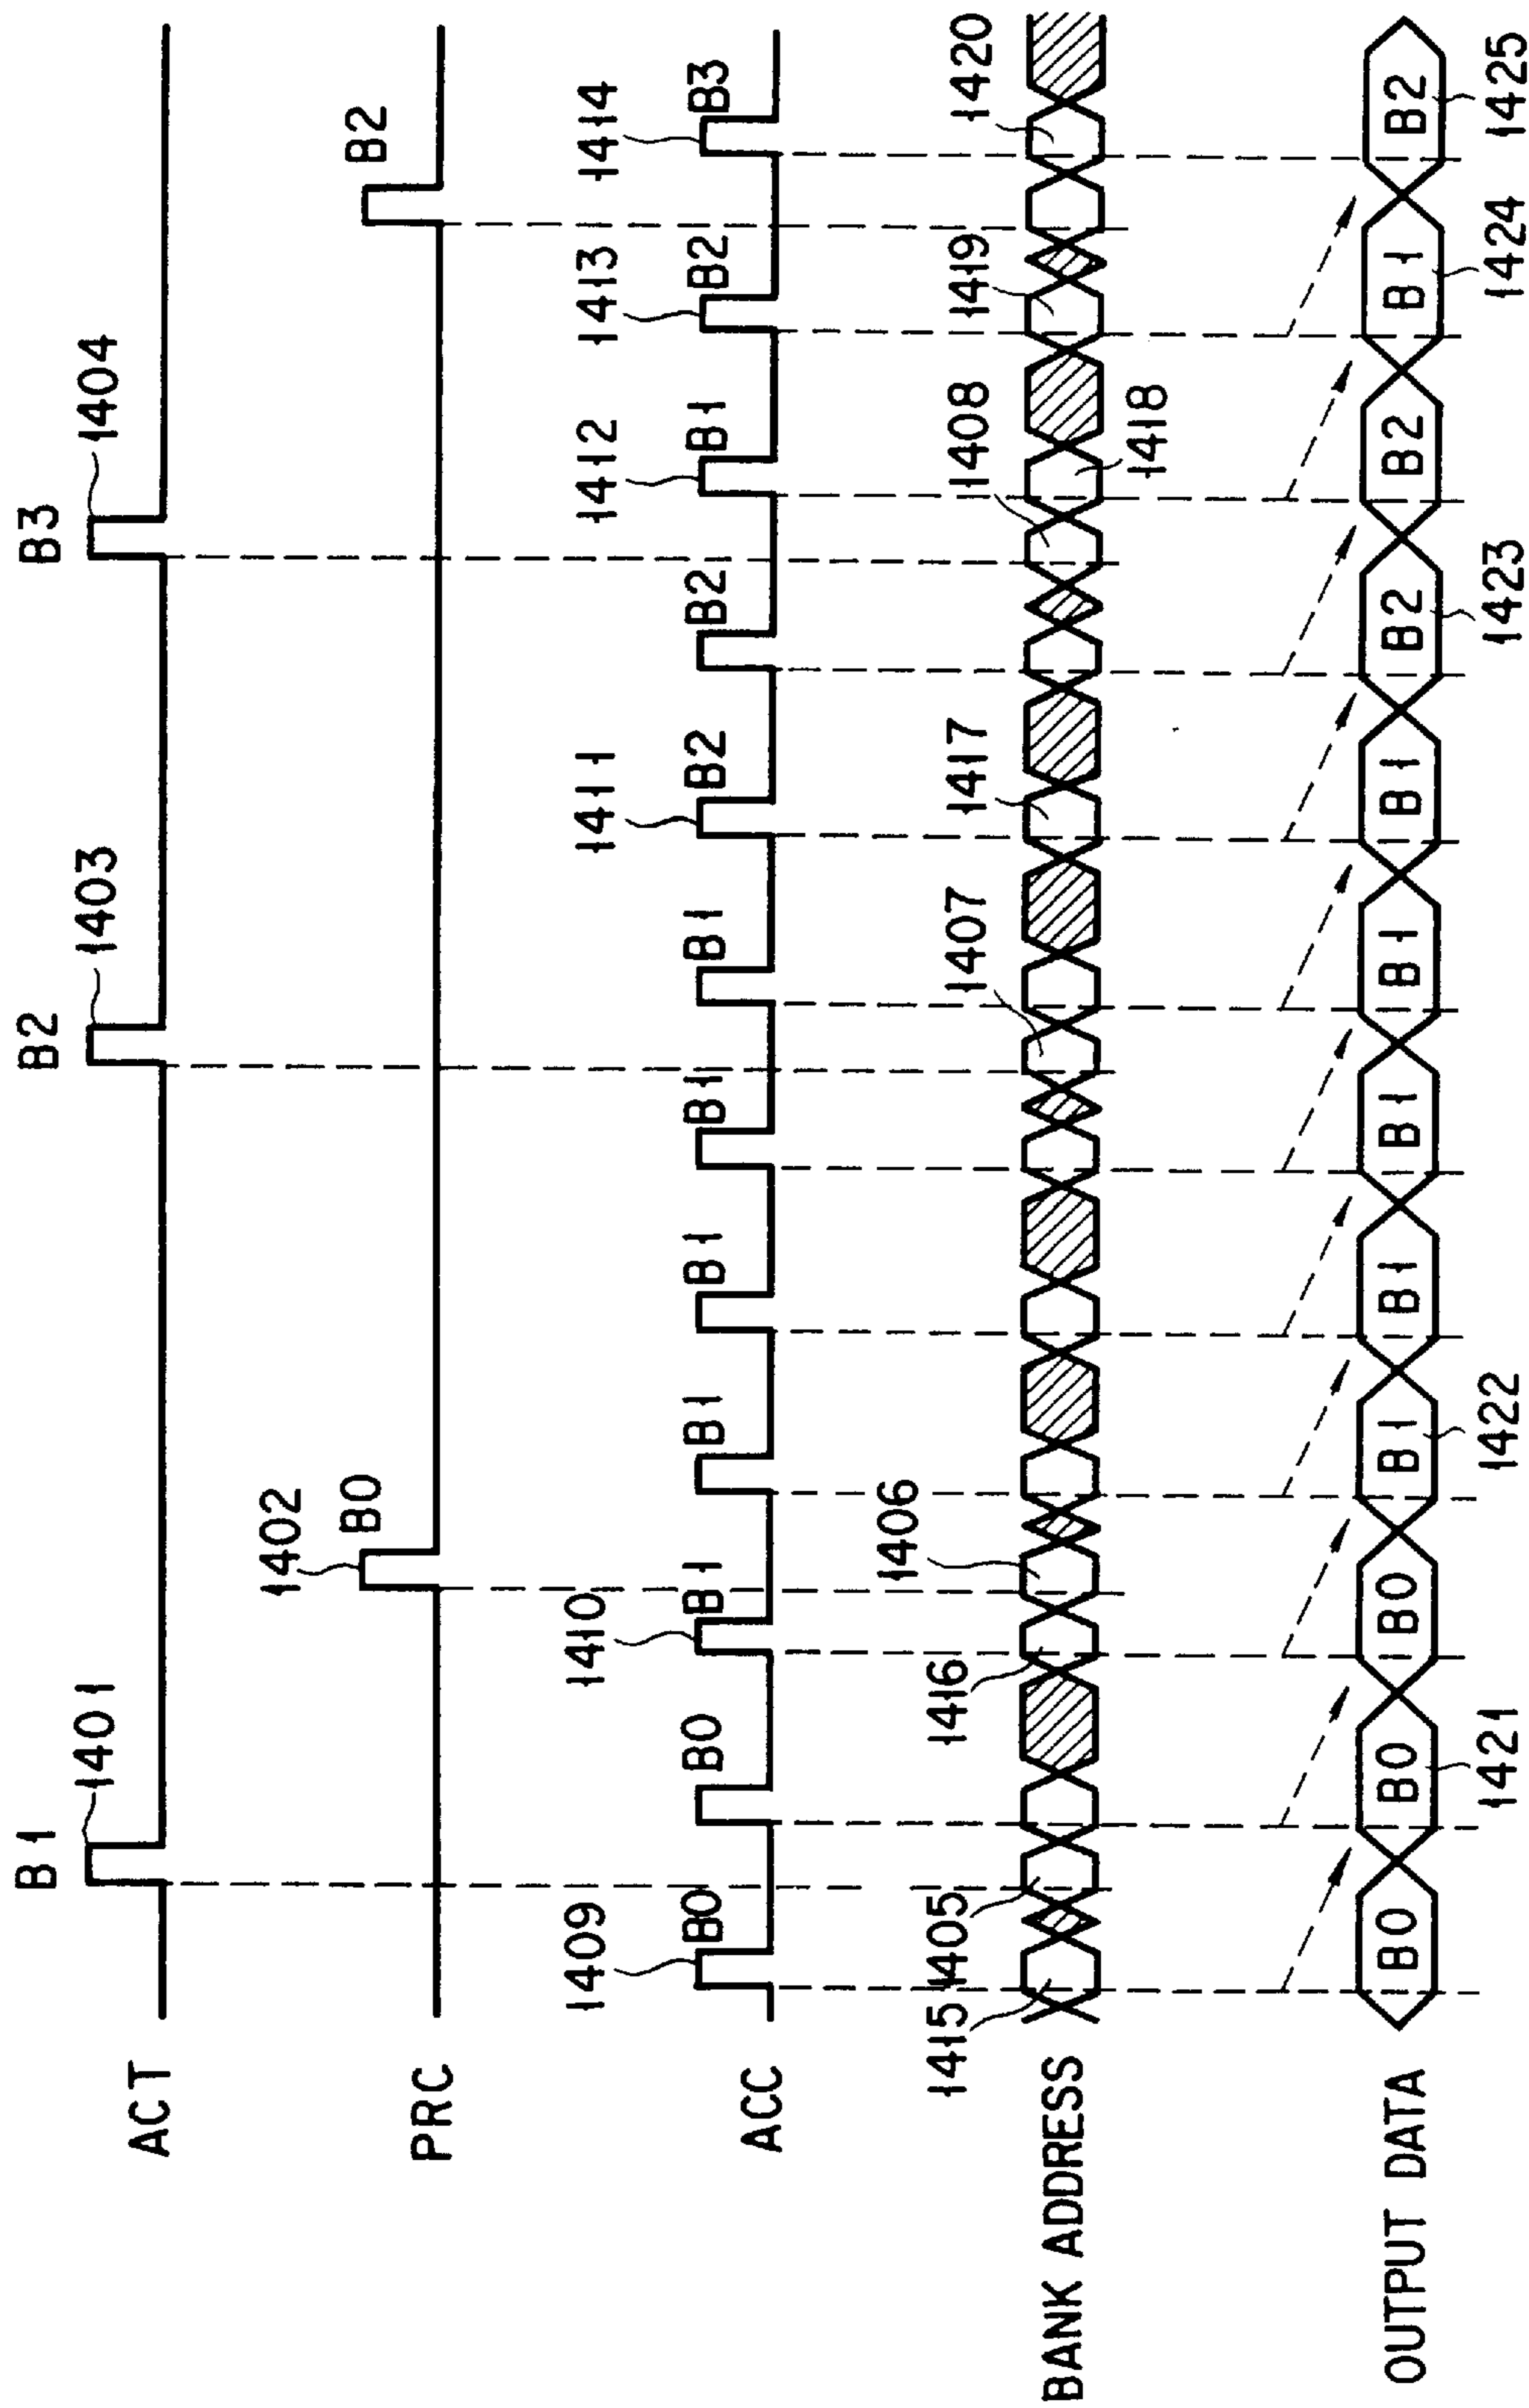 B1 B2 B3
1401 1403 1404
ACT
1402 B0 B2
PRC
1409 1410 1411 1412 1413 1414
B0 B0 B1 B1 B1 B1 B1 B2 B2 B1 B2 B3
ACC
1415 1405 1416 1406 1407 1417 1408 1419 1420
BANK ADDRESS
1418
OUTPUT DATA
B0 B0 B0 B1 B1 B1 B1 B1 B2 B2 B1 B2
1421 1422 1423 1424 1425